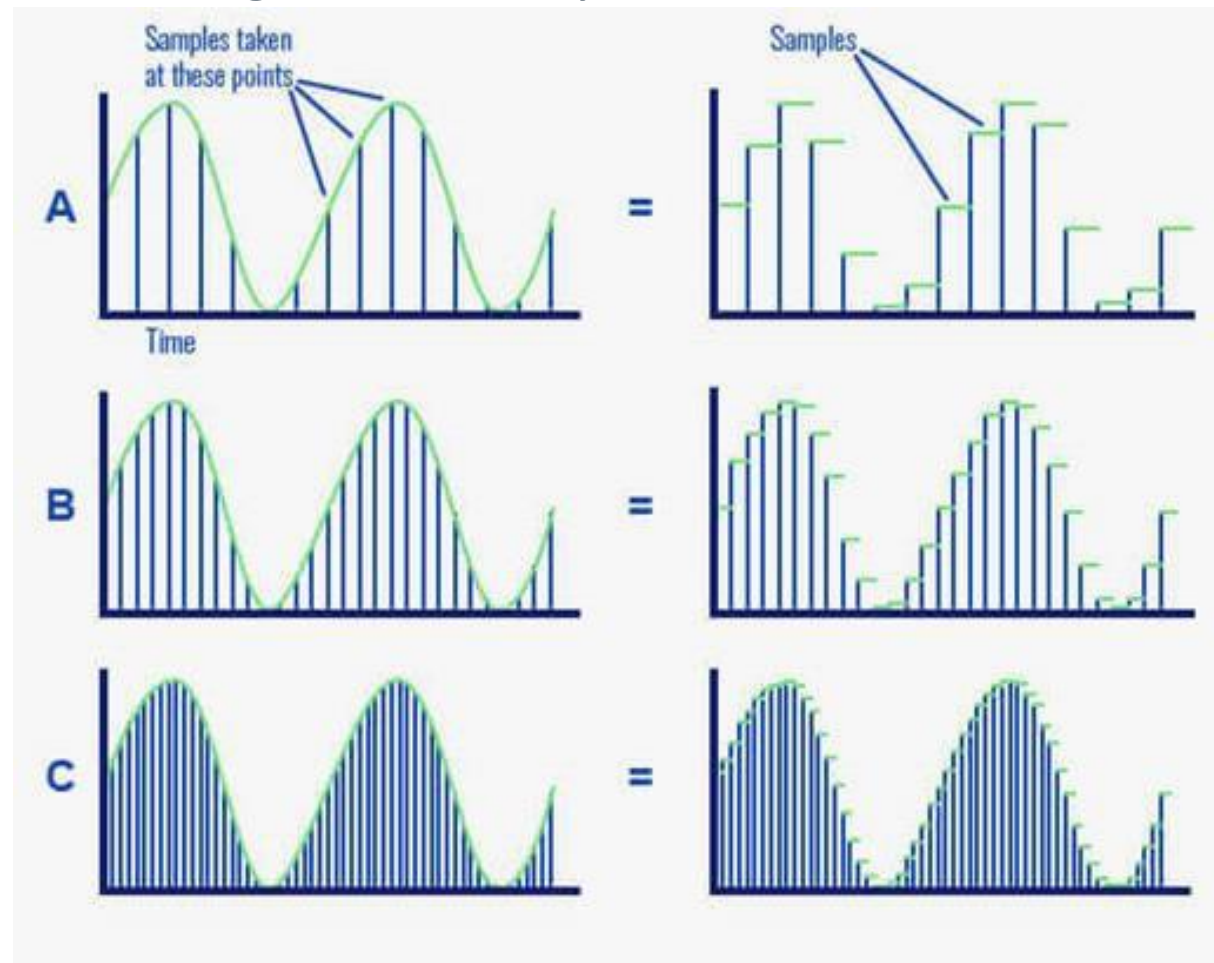 Samples taken
at these points
Samples
A
=
Time
B
=
C
=